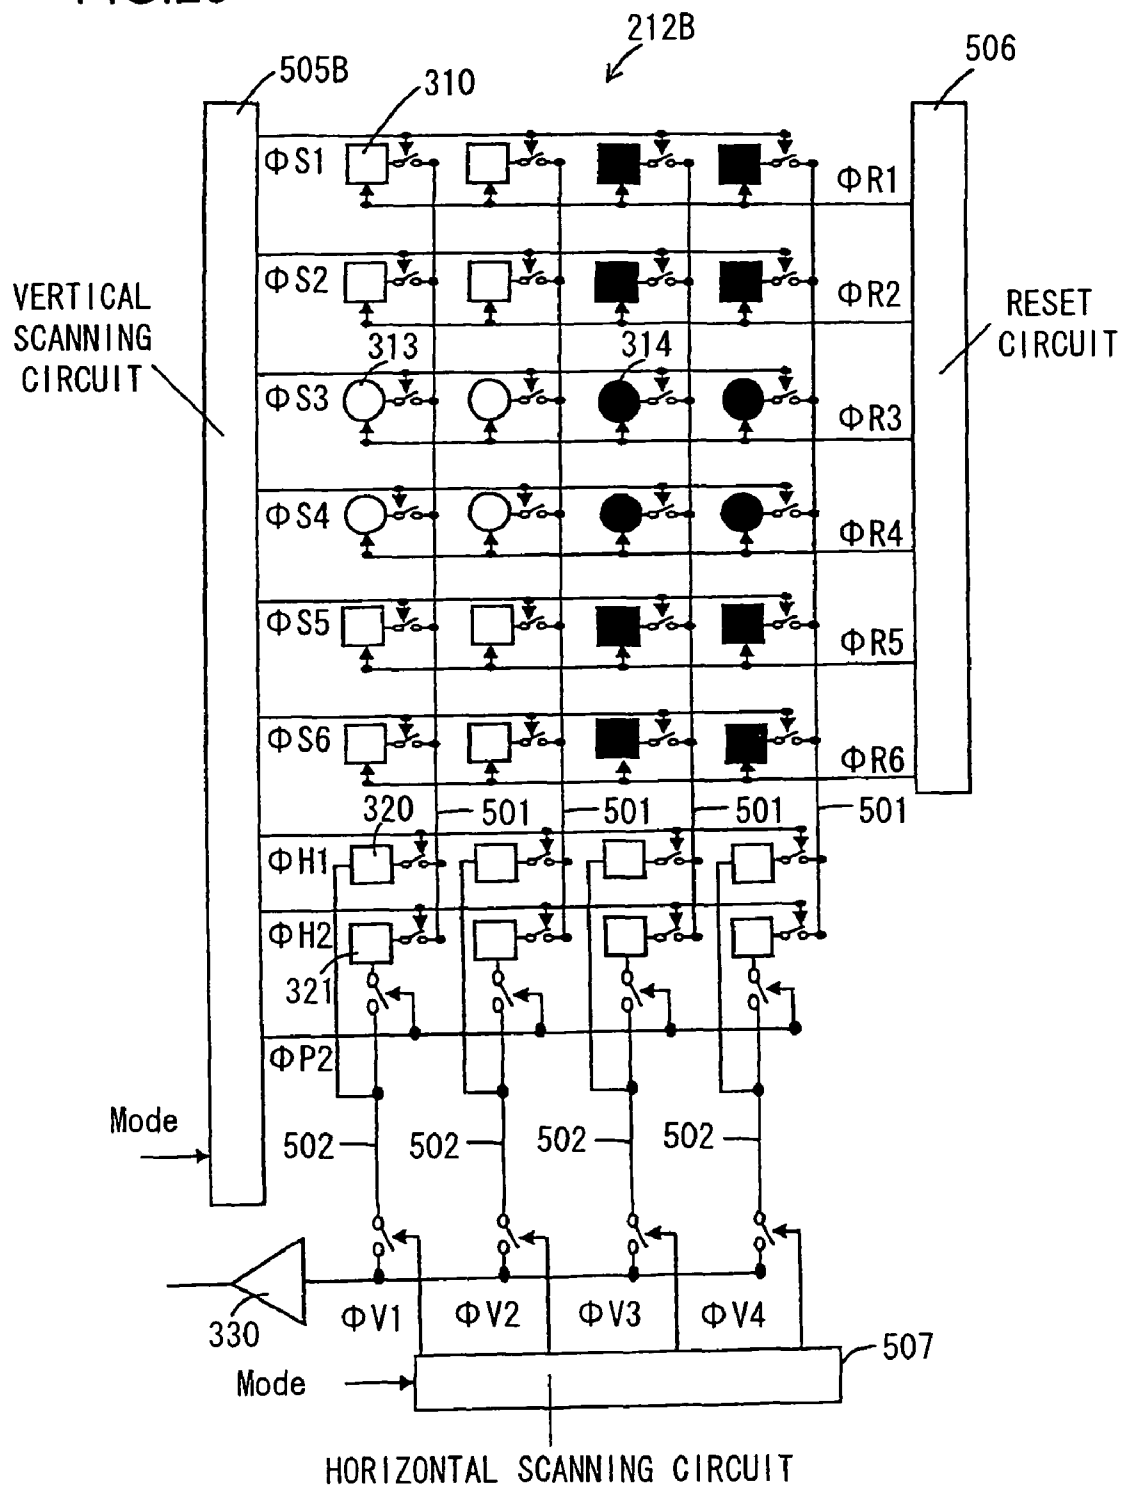 212B
505B
310
506
ΦS1
ΦR1
ΦS2
ΦR2
VERTICAL
SCANNING
CIRCUIT
RESET
CIRCUIT
313
314
ΦS3
ΦR3
ΦS4
ΦR4
ΦS5
ΦR5
ΦS6
ΦR6
320
501
501
501
501
ΦH1
ΦH2
321
ΦP2
Mode
502
502
502
502
330
ΦV1
ΦV2
ΦV3
ΦV4
507
Mode
HORIZONTAL SCANNING CIRCUIT